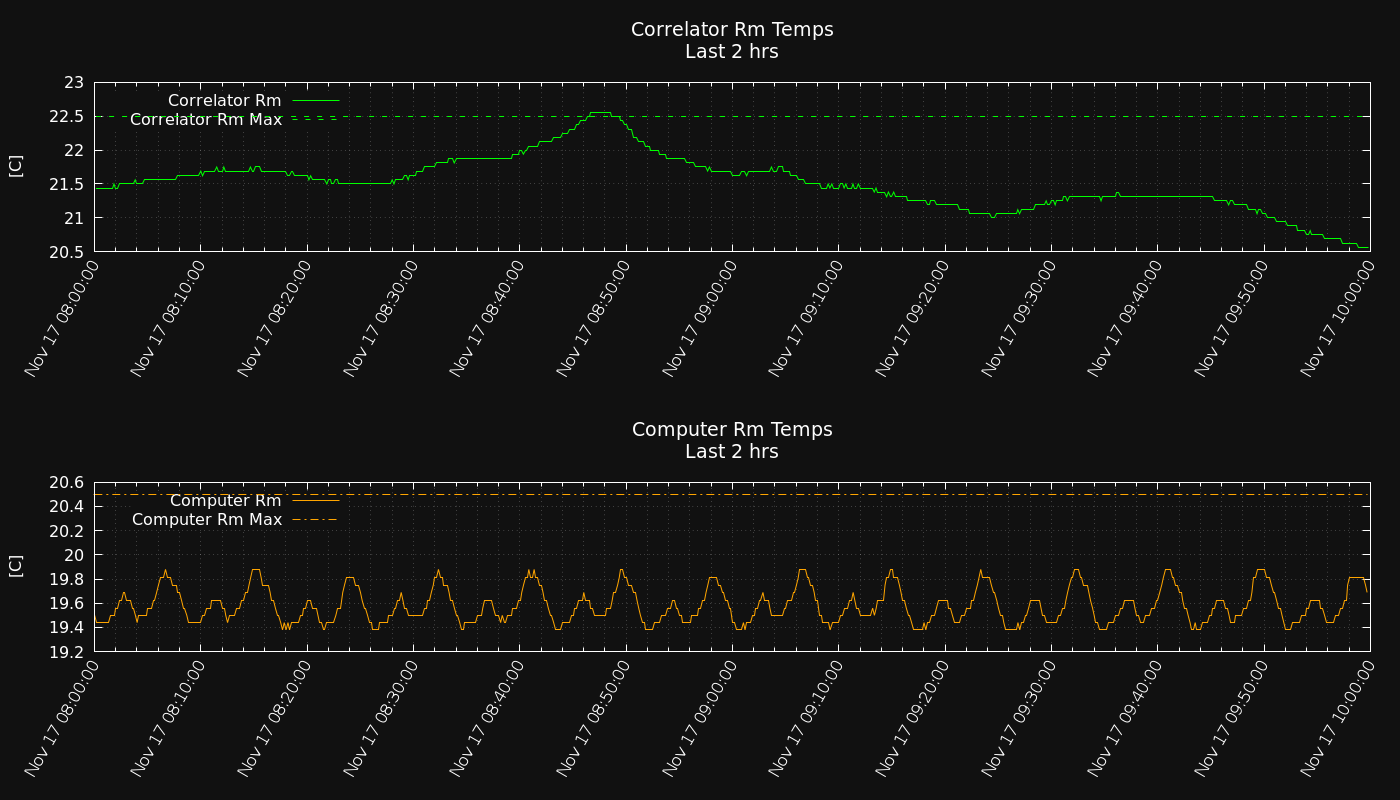 Correlator Rm Temps
Last 2 hrs
[C]
23
22.5
22
21.5
21
20.5
Correlator Rm
Correlator Rm Max
Nov 17 08:00:00
Nov 17 08:10:00
Nov 17 08:20:00
Nov 17 08:30:00
Nov 17 08:40:00
Nov 17 08:50:00
Nov 17 09:00:00
Nov 17 09:10:00
Nov 17 09:20:00
Nov 17 09:30:00
Nov 17 09:40:00
Nov 17 09:50:00
Nov 17 10:00:00
Computer Rm Temps
Last 2 hrs
[C]
20.6
20.4
20.2
20
19.8
19.6
19.4
19.2
Computer Rm
Computer Rm Max
Nov 17 08:00:00
Nov 17 08:10:00
Nov 17 08:20:00
Nov 17 08:30:00
Nov 17 08:40:00
Nov 17 08:50:00
Nov 17 09:00:00
Nov 17 09:10:00
Nov 17 09:20:00
Nov 17 09:30:00
Nov 17 09:40:00
Nov 17 09:50:00
Nov 17 10:00:00